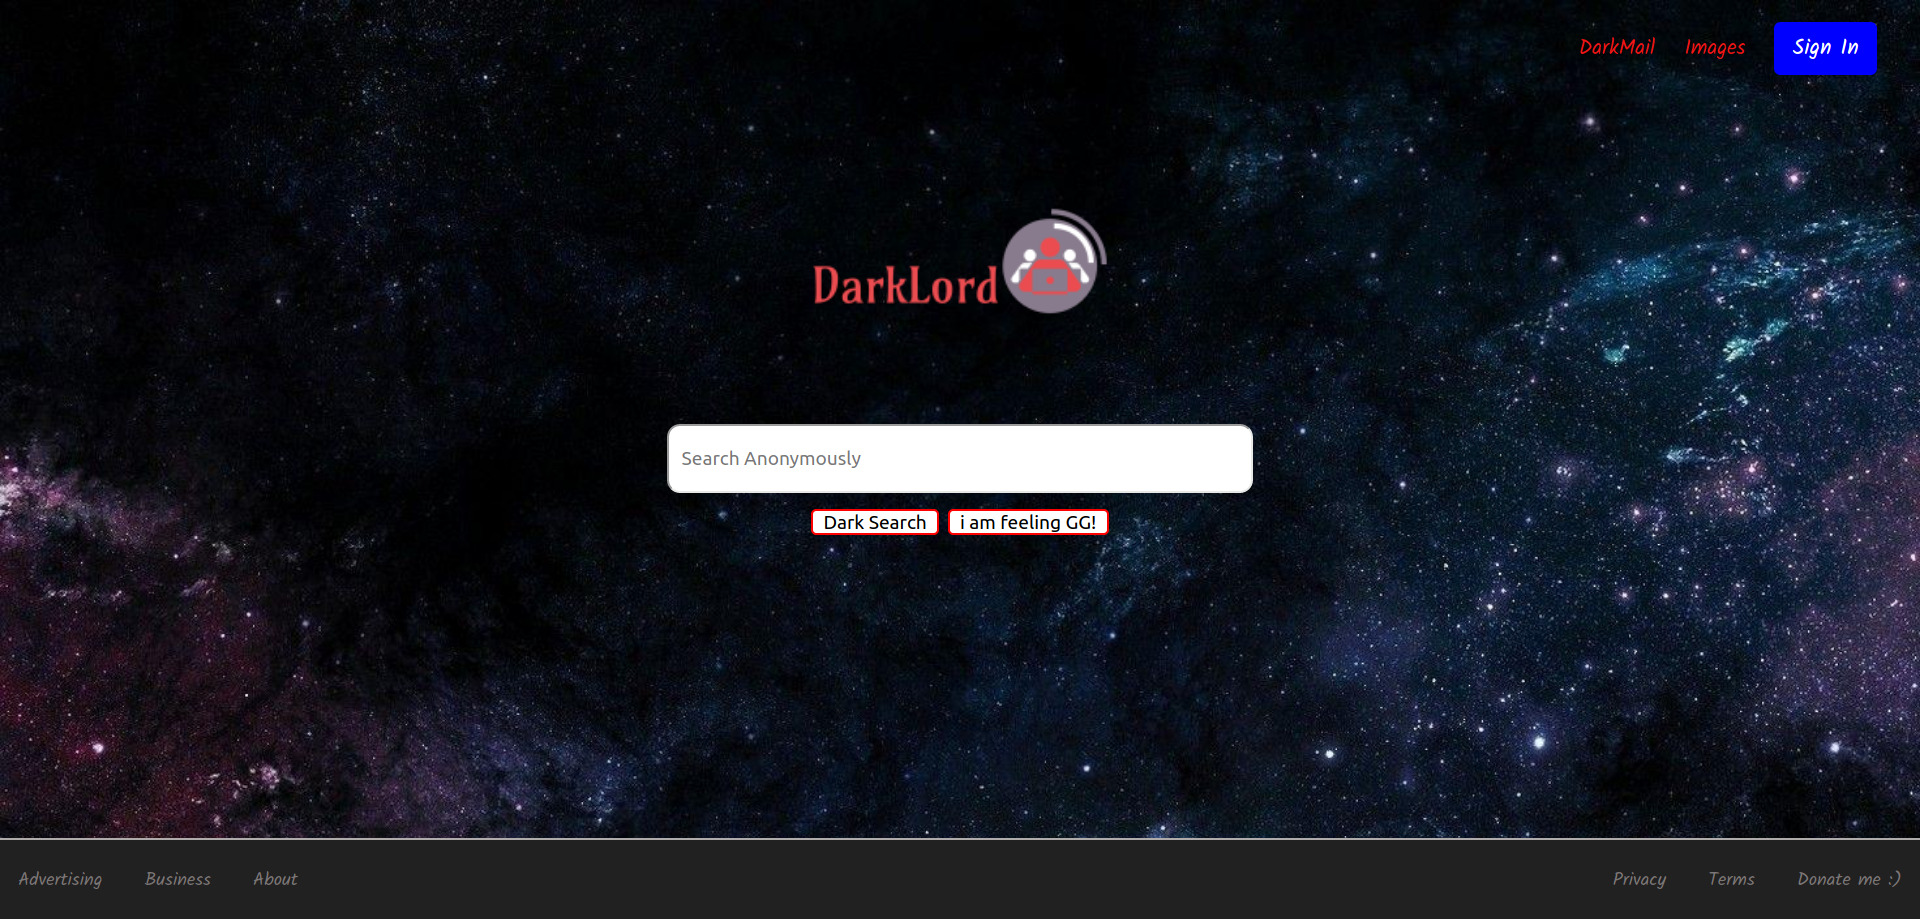 DarkMail Images Sign In
DarkLord
Search Anonymously
Dark Search i am feeling GG!
Advertising Business About Privacy Terms Donate me :)